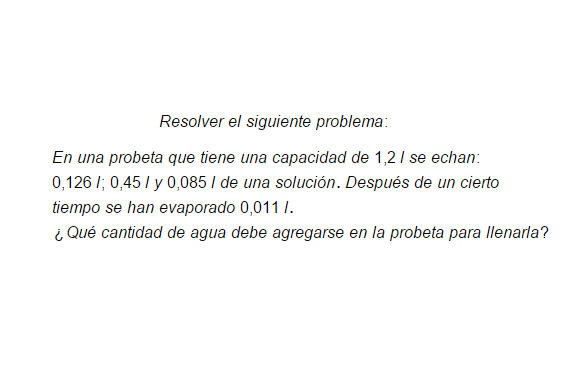 Resolver el siguiente problema:
En una probeta que tiene una capacidad de 1,2 l se echan:
0,126 l; 0,45 l y 0,085 l de una solución. Después de un cierto
tiempo se han evaporado 0,011 l.
¿Qué cantidad de agua debe agregarse en la probeta para llenarla?